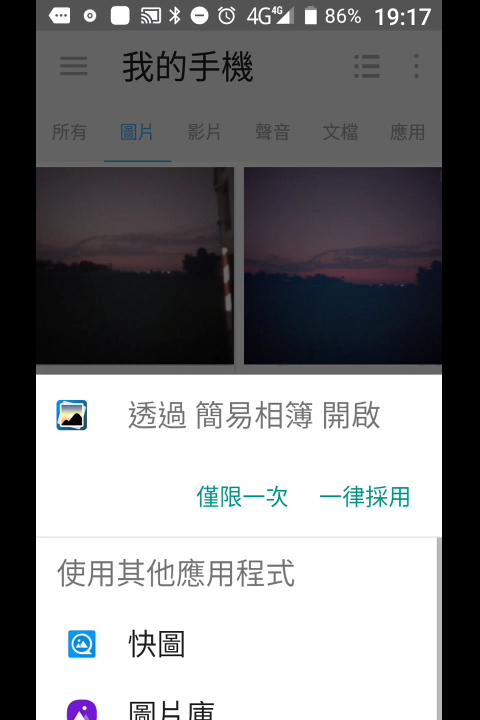 4G 4G 86% 19:17
我的手機
所有 圖片 影片 聲音 文檔 應用
透過 簡易相簿 開啟
僅限一次 一律採用
使用其他應用程式
快圖
圖片庫